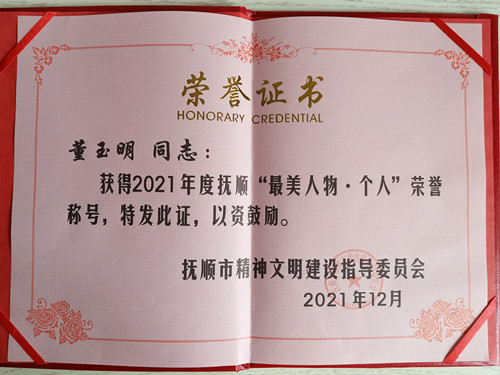 荣誉证书
HONORARY CREDENTIAL
董玉明 同志：
获得2021年度抚顺“最美人物·个人”荣誉
称号，特发此证，以资鼓励。
抚顺市精神文明建设指导委员会
2021年12月